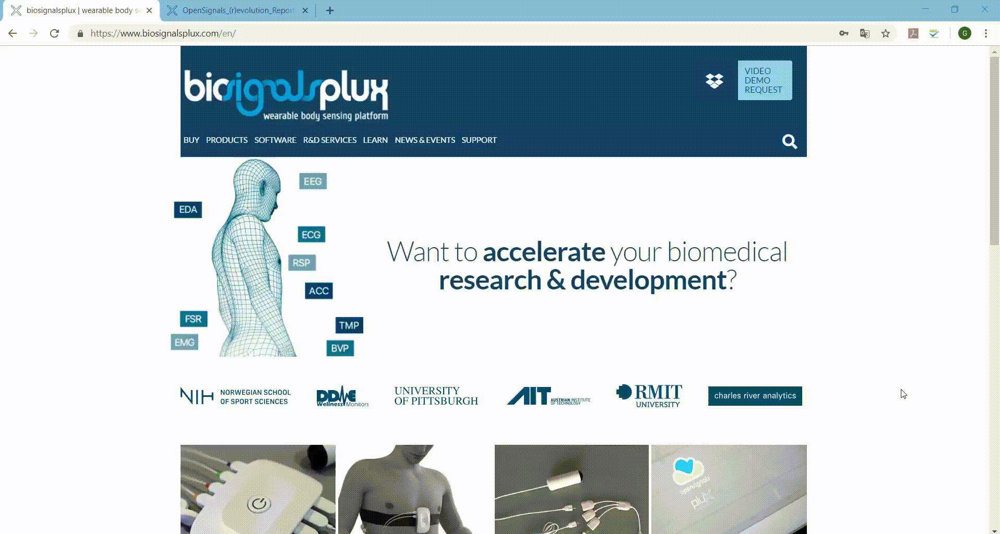 biosignalsplux | wearable body se
OpenSignals_(r)evolution_Report
https://www.biosignalsplux.com/en/
ABC
G
biosignalsplux
wearable body sensing platform
VIDEO
DEMO
REQUEST
BUY PRODUCTS SOFTWARE R&D SERVICES LEARN NEWS & EVENTS SUPPORT
EEG
EDA
ECG
RSP
ACC
FSR
TMP
EMG
BVP
Want to accelerate your biomedical
research & development?
NIH NORWEGIAN SCHOOL
OF SPORT SCIENCES
DDME
Wellness Monitors
UNIVERSITY
OF PITTSBURGH
AIT AUSTRIAN INSTITUTE
OF TECHNOLOGY
RMIT
UNIVERSITY
charles river analytics
opensignals
plux